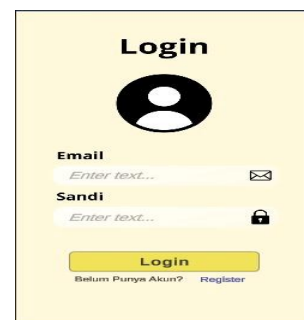 Login
Email
Enter text...
Sandi
Enter text...
Login
Belum Punya Akun? Register